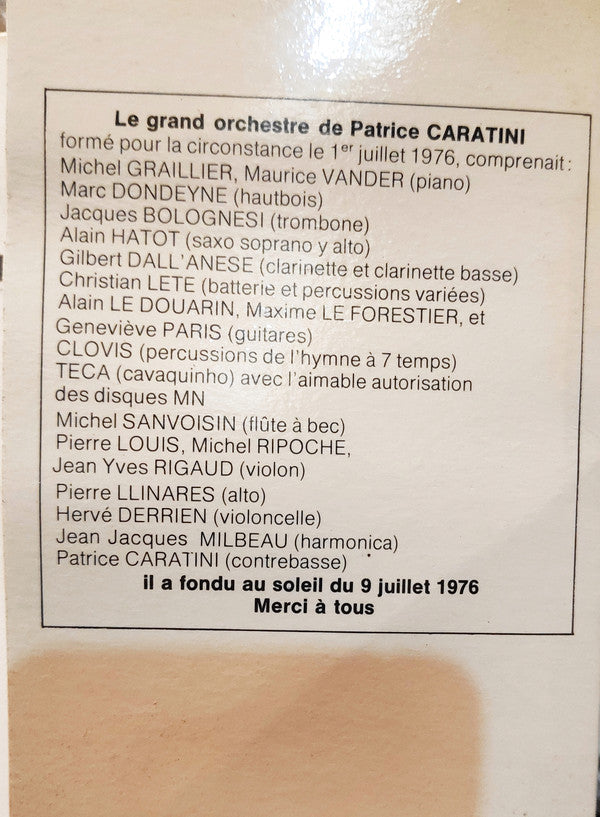 Le grand orchestre de Patrice CARATINI
formé pour la circonstance le 1er juillet 1976, comprenait :
Michel GRAILLIER, Maurice VANDER (piano)
Marc DONDEYNE (hautbois)
Jacques BOLOGNESI (trombone)
Alain HATOT (saxo soprano y alto)
Gilbert DALL'ANESE (clarinette et clarinette basse)
Christian LETE (batterie et percussions variées)
Alain LE DOUARIN, Maxime LE FORESTIER, et
Geneviève PARIS (guitares)
CLOVIS (percussions de l'hymne à 7 temps)
TECA (cavaquinho) avec l'aimable autorisation
des disques MN
Michel SANVOISIN (flûte à bec)
Pierre LOUIS, Michel RIPOCHE,
Jean Yves RIGAUD (violon)
Pierre LLINARES (alto)
Hervé DERRIEN (violoncelle)
Jean Jacques MILBEAU (harmonica)
Patrice CARATINI (contrebasse)
il a fondu au soleil du 9 juillet 1976
Merci à tous